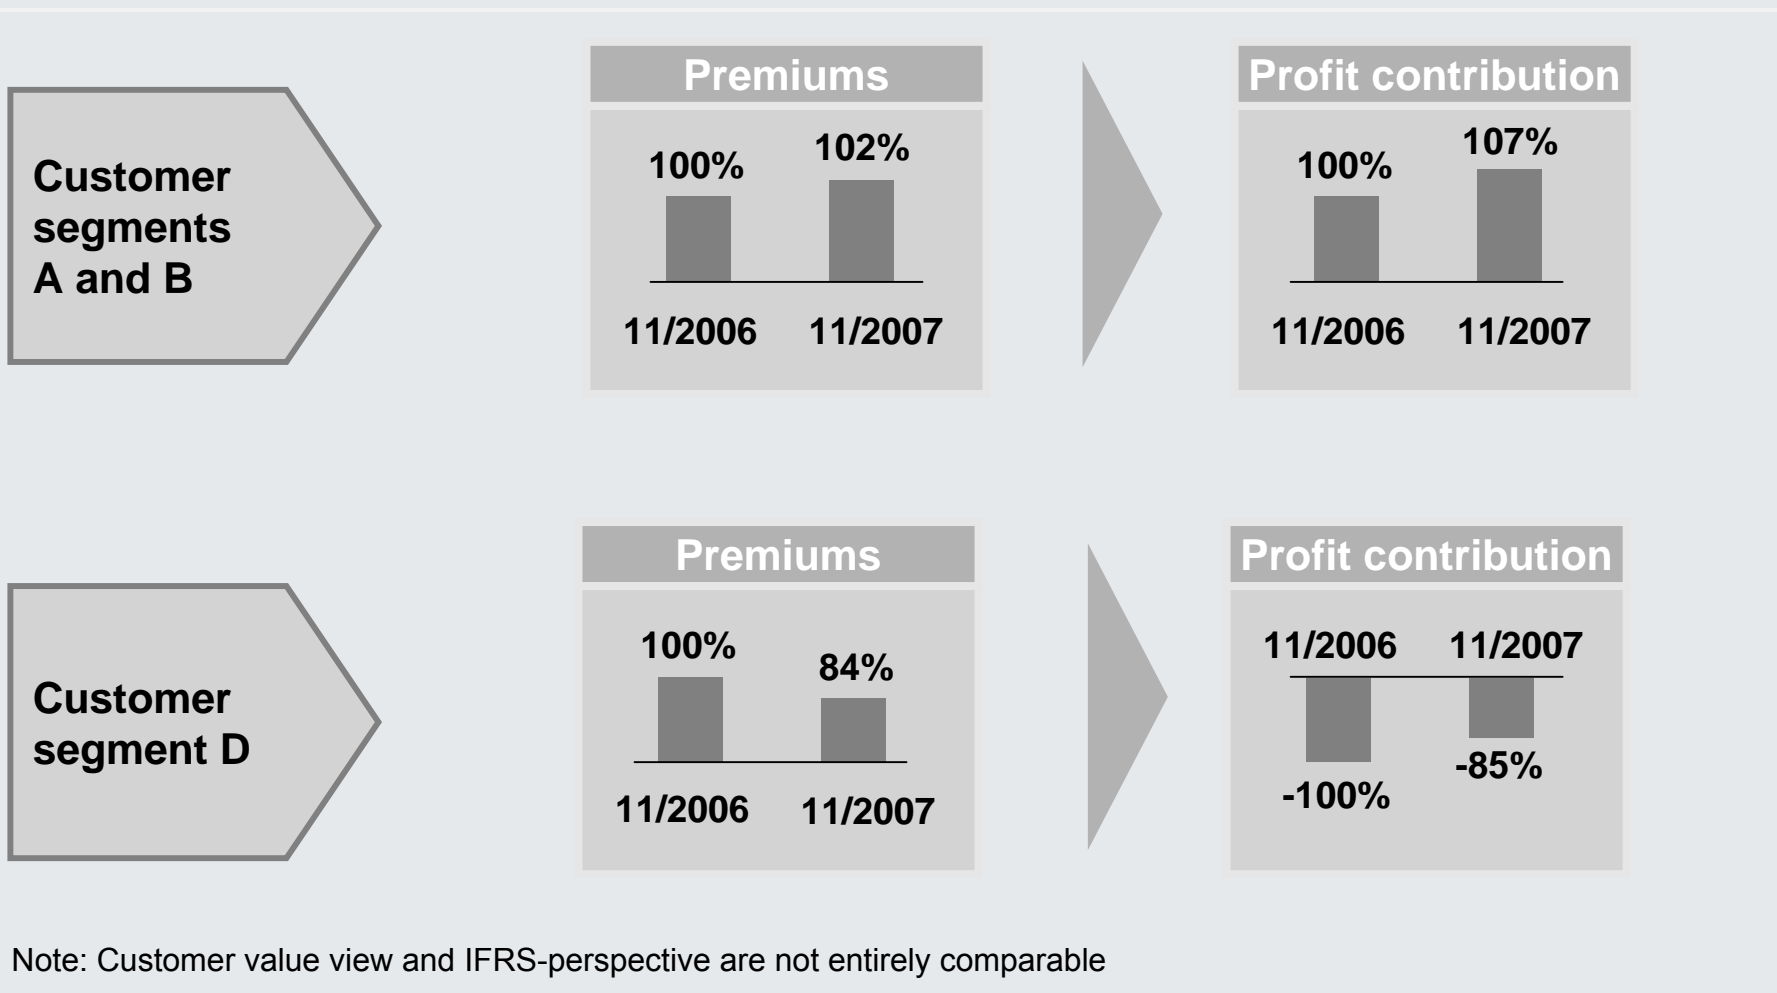 Customer
segments
A and B
Premiums
100%
102%
11/2006
11/2007
Profit contribution
100%
107%
11/2006
11/2007
Customer
segment D
Premiums
100%
84%
11/2006
11/2007
Profit contribution
11/2006
11/2007
-100%
-85%
Note: Customer value view and IFRS-perspective are not entirely comparable